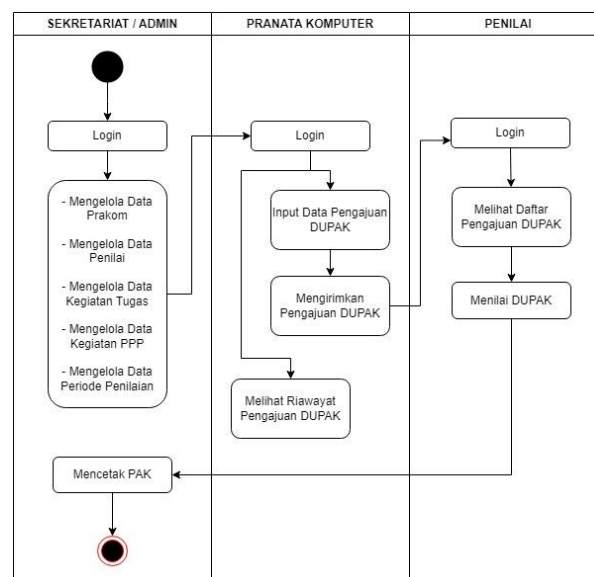 SEKRETARIAT / ADMIN
PRANATA KOMPUTER
PENILAI
Login
- Mengelola Data
Prakom
- Mengelola Data
Penilai
- Mengelola Data
Kegiatan Tugas
- Mengelola Data
Kegiatan PPP
- Mengelola Data
Periode Penilaian
Login
Input Data Pengajuan
DUPAK
Mengirimkan
Pengajuan DUPAK
Melihat Riawayat
Pengajuan DUPAK
Login
Melihat Daftar
Pengajuan DUPAK
Menilai DUPAK
Mencetak PAK